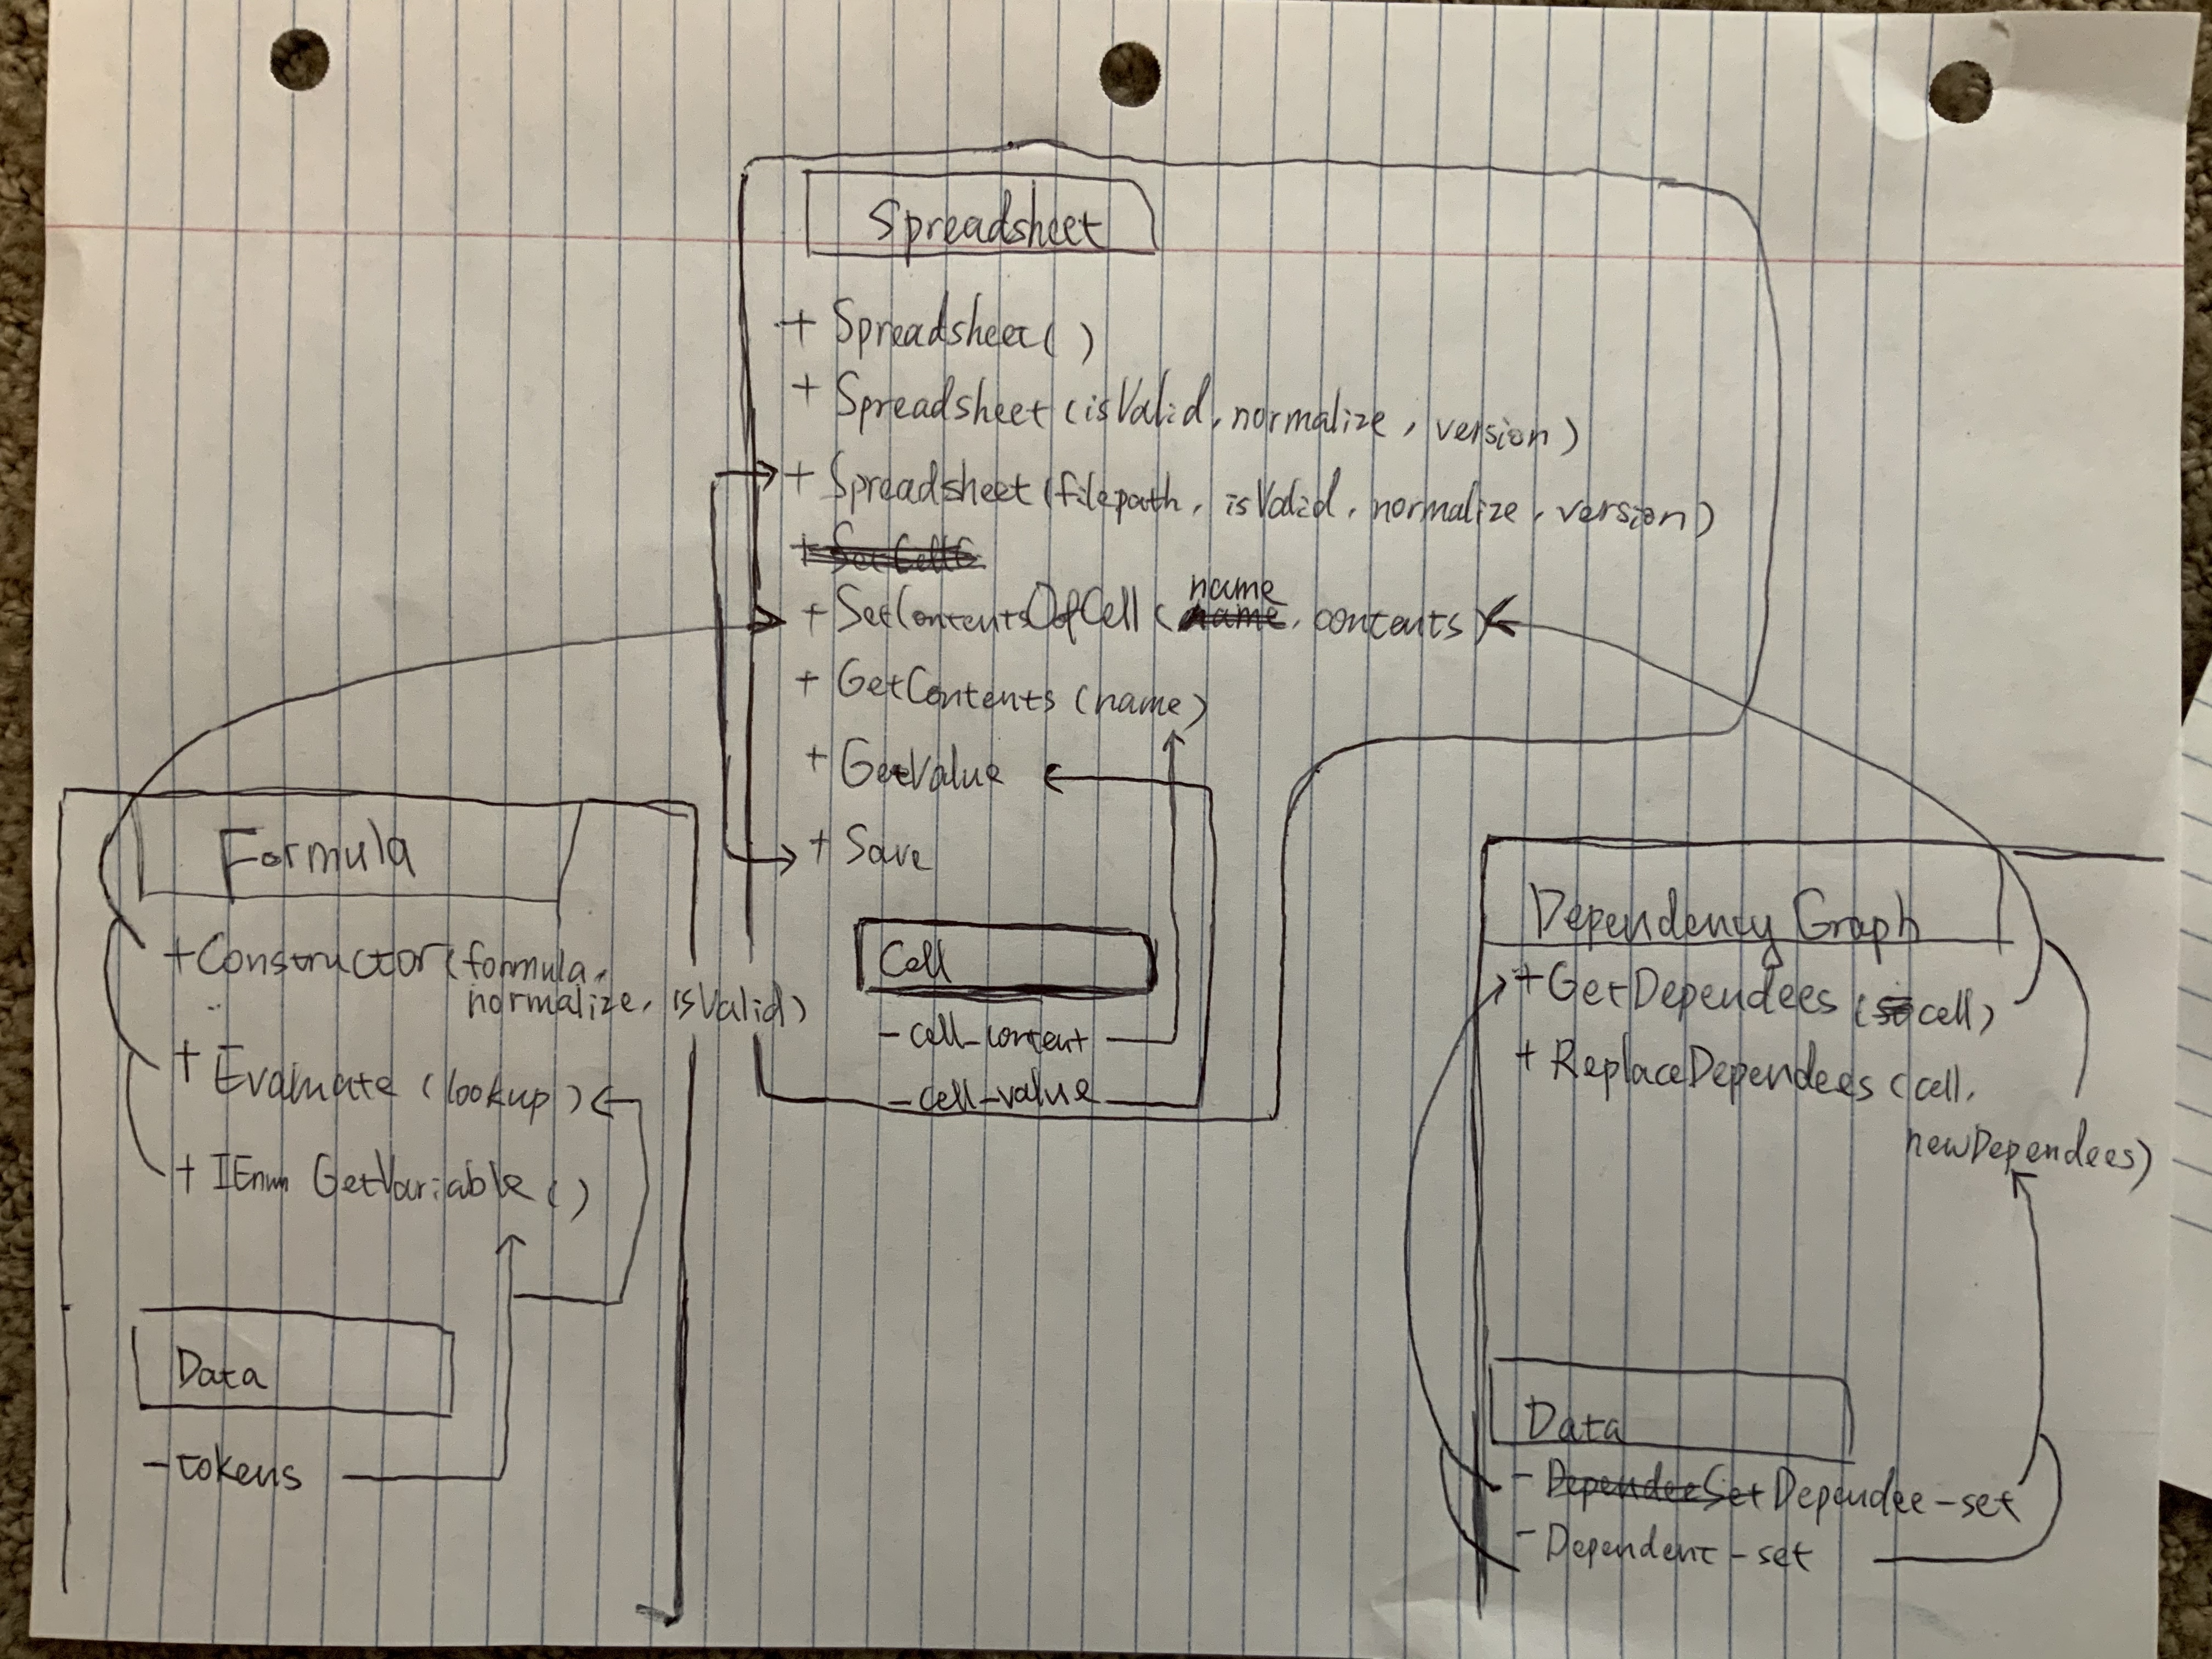 Spreadsheet
+ Spreadsheet( )
+ Spreadsheet (isValid, normalize, version)
+ Spreadsheet (filepath, isValid, normalize, version)
+ SetCellC
name
+ SetContentsOfCell (name, contents)
+ GetContents (name)
+ GetValue
+ Save
Cell
- cell_content
- cell_value
Formula
+Constructor (formula,
normalize, isValid)
+ Evaluate (lookup)
+ IEnum GetVariable ( )
Data
- tokens
Dependency Graph
+ GetDependees (cell)
+ ReplaceDependees (cell,
newDependees)
Data
- DependeeSet Dependee-set
- Dependent-set